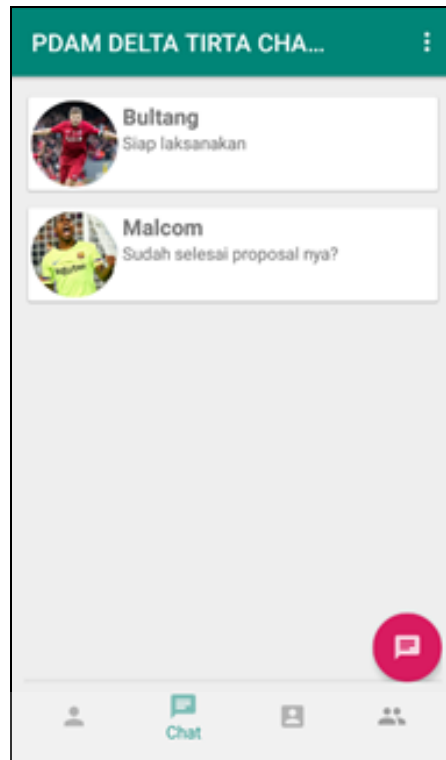 PDAM DELTA TIRTA CHA...
Bultang
Siap laksanakan
Malcom
Sudah selesai proposal nya?
Chat